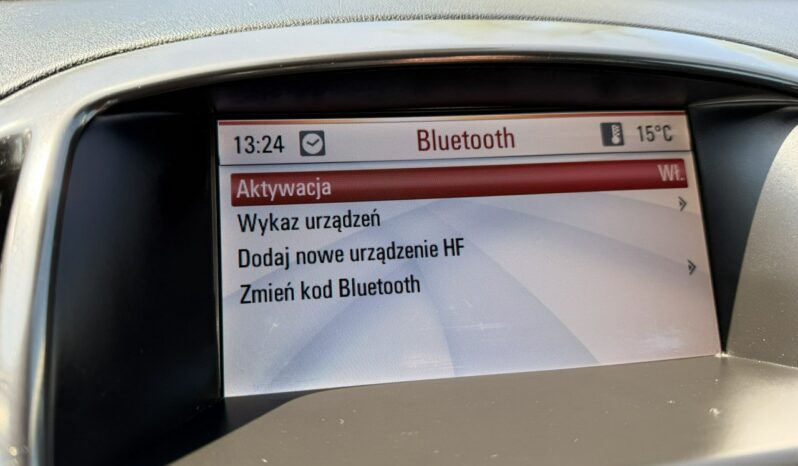 13:24 Bluetooth 15°C
Aktywacja Wł.
Wykaz urządzeń
Dodaj nowe urządzenie HF
Zmień kod Bluetooth